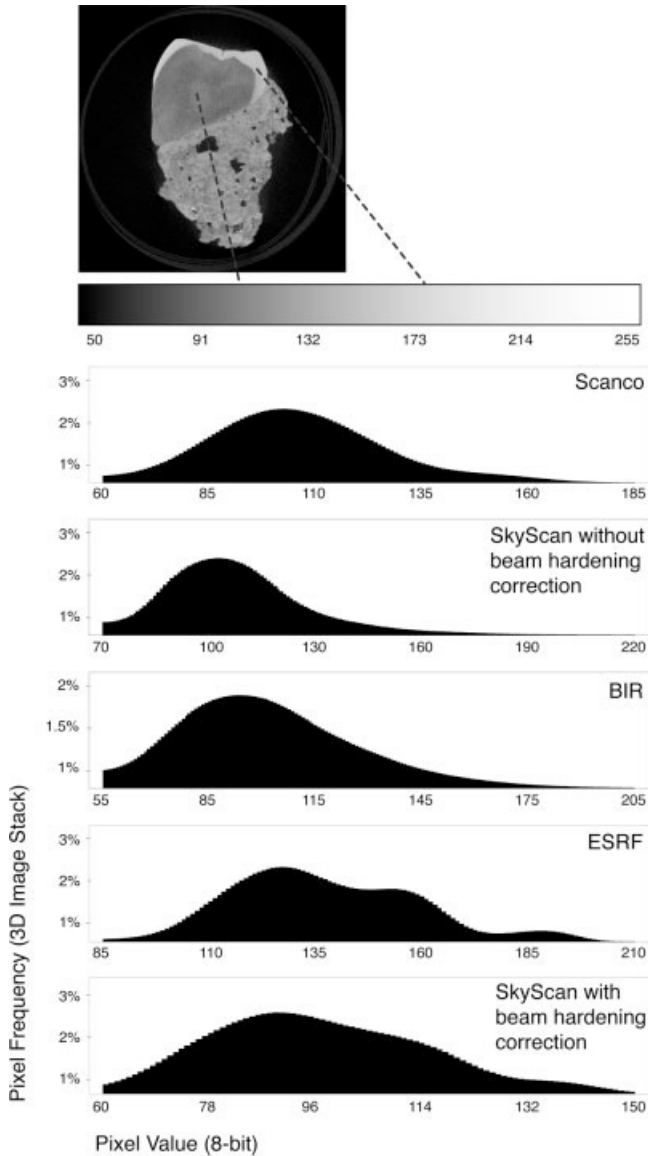 50 91 132 173 214 255
Scanco
3%
2%
1%
60 85 110 135 160 185
SkyScan without
beam hardening
correction
3%
2%
1%
70 100 130 160 190 220
BIR
2%
1.5%
1%
55 85 115 145 175 205
ESRF
3%
2%
1%
85 110 135 160 185 210
SkyScan with
beam hardening
correction
3%
2%
1%
60 78 96 114 132 150
Pixel Frequency (3D Image Stack)
Pixel Value (8-bit)